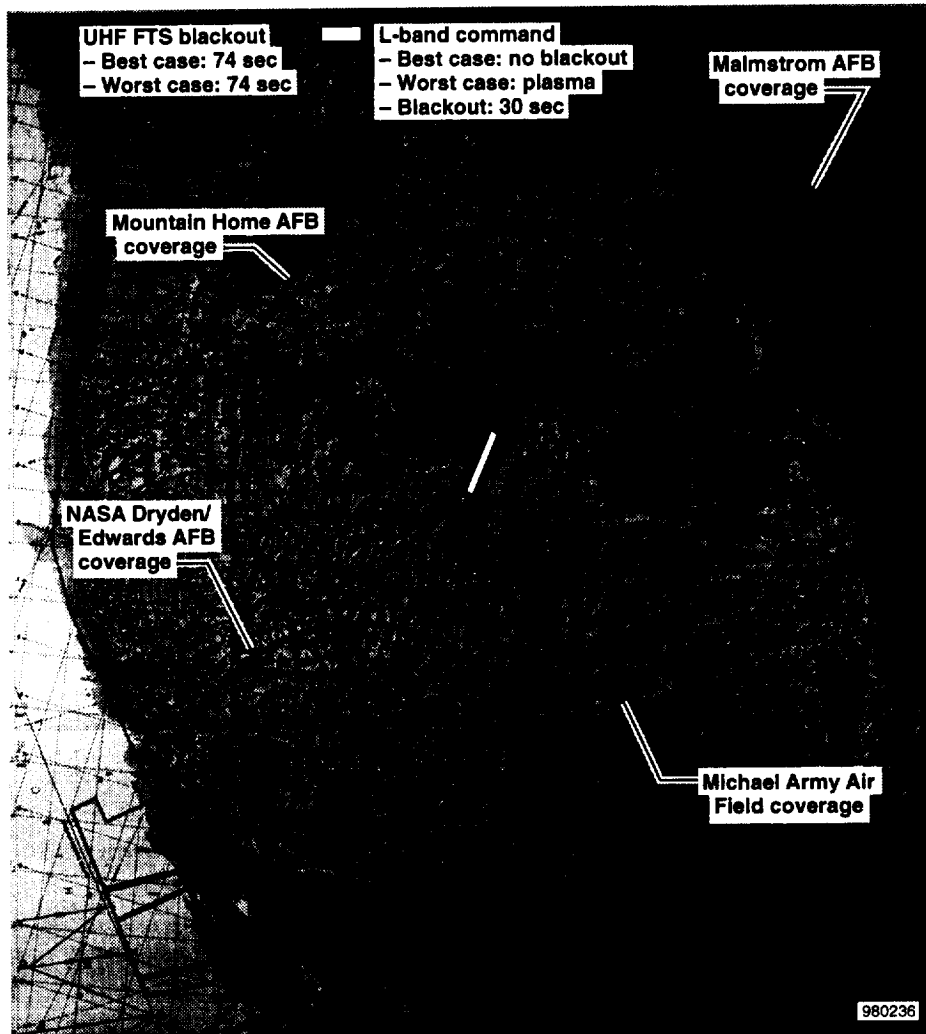 UHF FTS blackout
– Best case: 74 sec
– Worst case: 74 sec
L-band command
– Best case: no blackout
– Worst case: plasma
– Blackout: 30 sec
Malmstrom AFB
coverage
Mountain Home AFB
coverage
NASA Dryden/
Edwards AFB
coverage
Michael Army Air
Field coverage
980236